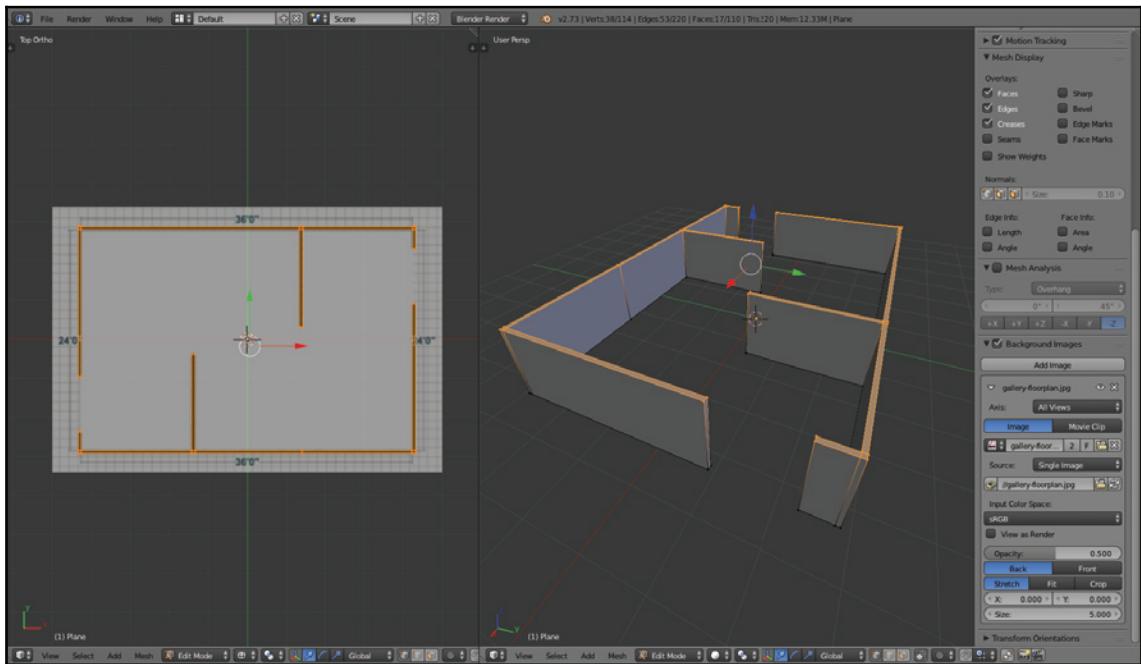 File Render Window Help Default Scene Blender Render v2.73 | Verts:38/114 | Edges:53/220 | Faces:17/110 | Tris:120 | Mem:12.33M | Plane
Top Ortho
User Persp
Motion Tracking
Mesh Display
Overlays:
Faces Sharp
Edges Bevel
Creases Edge Marks
Seams Face Marks
Show Weights
Normals:
Size: 0.10
Edge Info: Face Info:
Length Area
Angle Angle
Mesh Analysis
Type: Overhang
0° 45°
+X +Y +Z -X -Y -Z
Background Images
Add Image
gallery-floorplan.jpg
Axis: All Views
Image Movie Clip
gallery-floor... 2 F
Source: Single Image
//gallery-floorplan.jpg
Input Color Space:
sRGB
View as Render
Opacity: 0.500
Back Front
Stretch Fit Crop
X: 0.000 Y: 0.000
Size: 5.000
Transform Orientations
36'0"
24'0
4'0"
36'0"
(1) Plane
(1) Plane
View Select Add Mesh Edit Mode Global
View Select Add Mesh Edit Mode Global